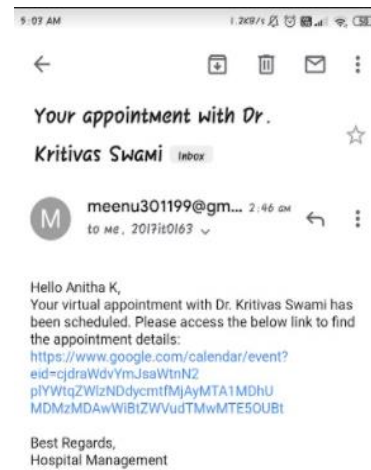 5:03 AM 1.2KB/s
Your appointment with Dr.
Kritivas Swami Inbox
M meenu301199@gm... 2:46 AM
to me, 2017it0163
Hello Anitha K,
Your virtual appointment with Dr. Kritivas Swami has
been scheduled. Please access the below link to find
the appointment details:
https://www.google.com/calendar/event?
eid=cjdraWdvYmJsaWtnN2
plYWtqZWlzNDdycmtfMjAyMTA1MDhU
MDMzMDAwWiBtZWVudTMwMTE5OUBt
Best Regards,
Hospital Management